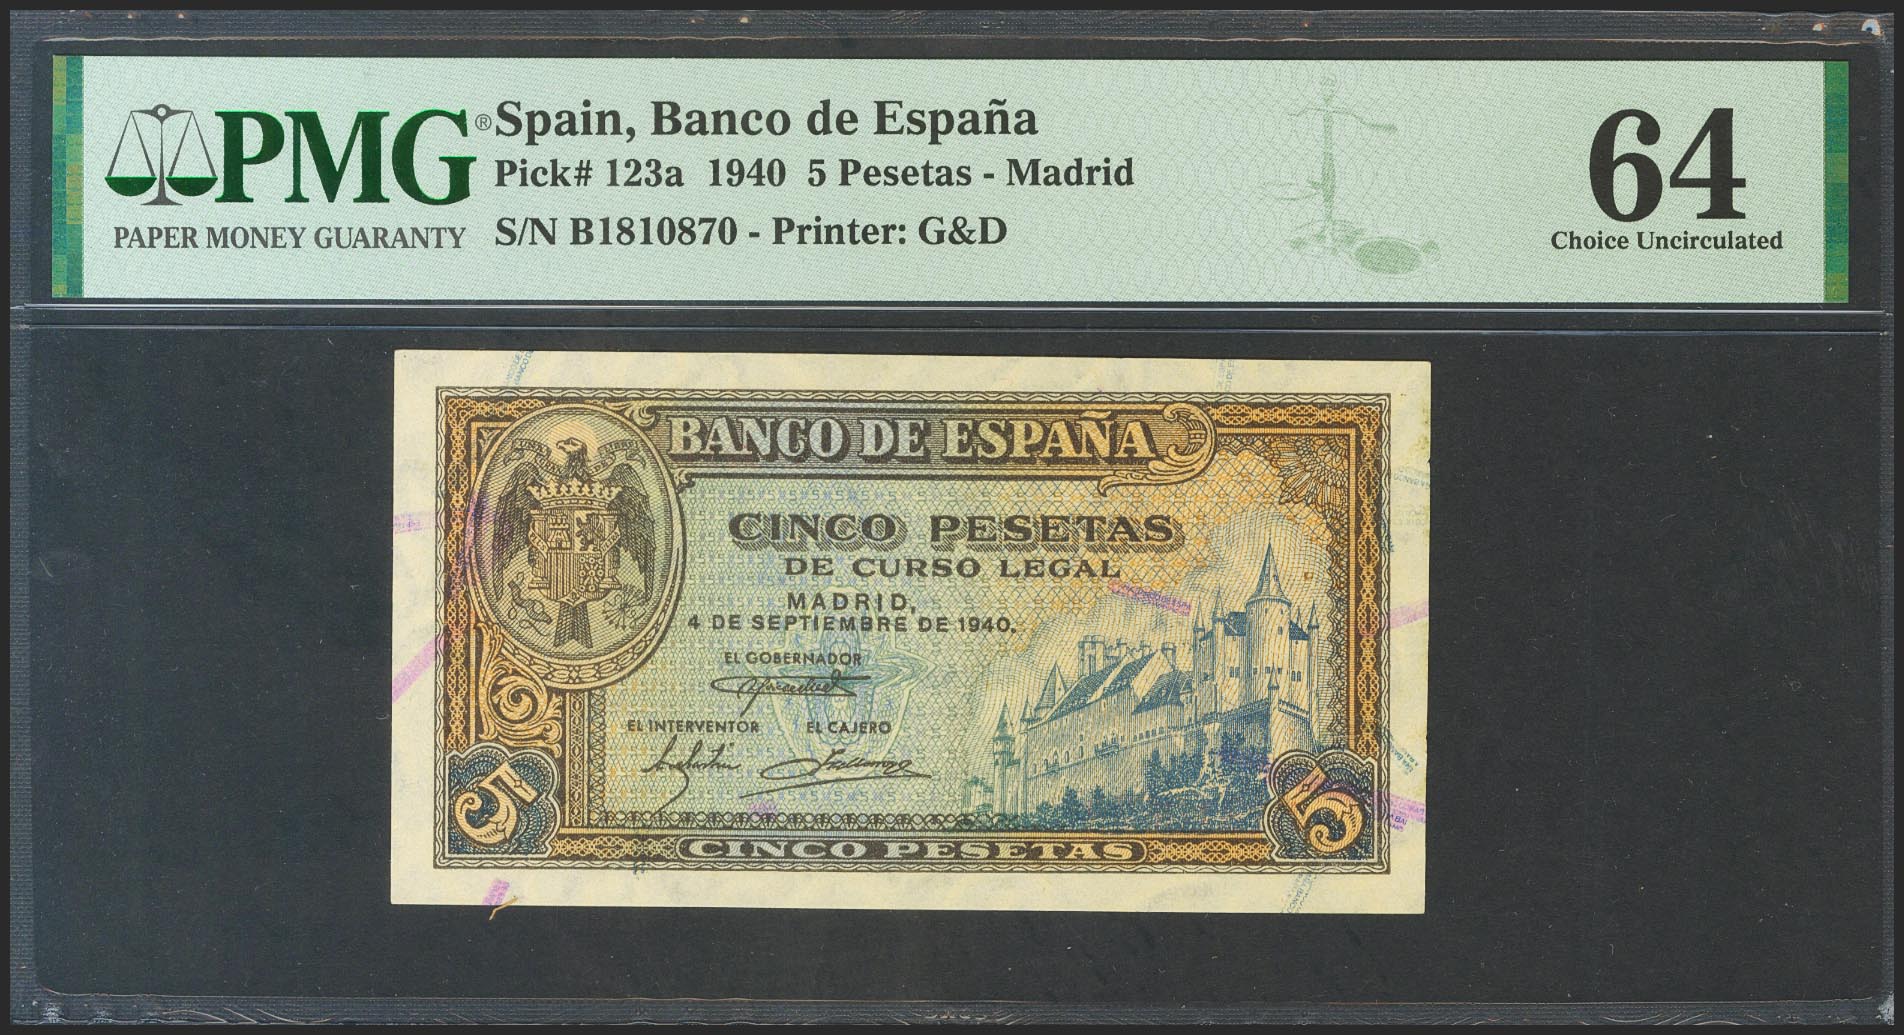 PMG®
PAPER MONEY GUARANTY
Spain, Banco de España
Pick# 123a 1940 5 Pesetas - Madrid
S/N B1810870 - Printer: G&D
64
Choice Uncirculated
BANCO DE ESPAÑA
CINCO PESETAS
DE CURSO LEGAL
MADRID,
4 DE SEPTIEMBRE DE 1940.
EL GOBERNADOR
EL INTERVENTOR EL CAJERO
5 5
CINCO PESETAS